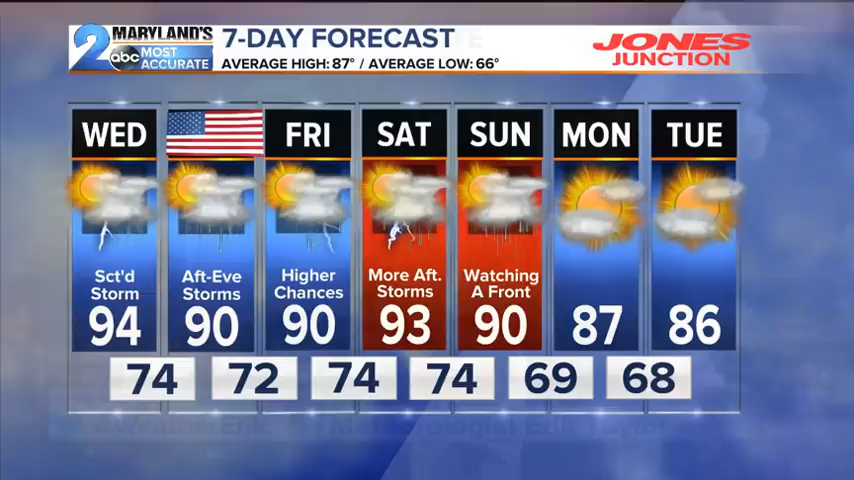 2 MARYLAND'S
abc MOST
ACCURATE
7-DAY FORECAST
AVERAGE HIGH: 87° / AVERAGE LOW: 66°
JONES
JUNCTION
WED FRI SAT SUN MON TUE
Sct'd Storm
Aft-Eve Storms
Higher Chances
More Aft. Storms
Watching A Front
94 90 90 93 90 87 86
74 72 74 74 69 68